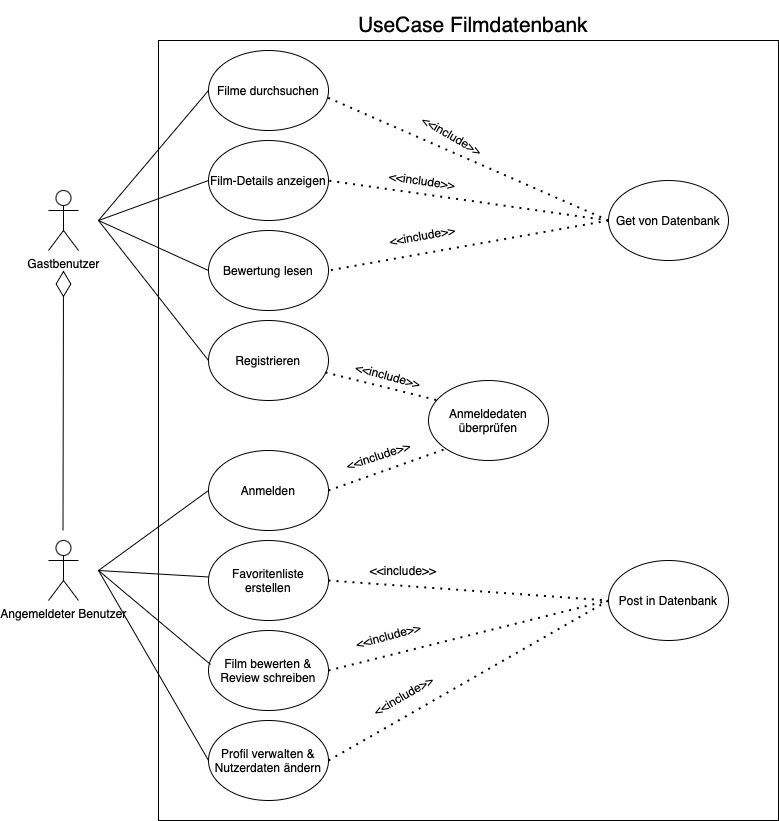 UseCase Filmdatenbank
Filme durchsuchen
<<include>>
Film-Details anzeigen
<<include>>
Get von Datenbank
Bewertung lesen
<<include>>
Gastbenutzer
Registrieren
<<include>>
Anmeldedaten
überprüfen
<<include>>
Anmelden
Favoritenliste
erstellen
<<include>>
Post in Datenbank
Angemeldeter Benutzer
Film bewerten &
Review schreiben
<<include>>
<<include>>
Profil verwalten &
Nutzerdaten ändern